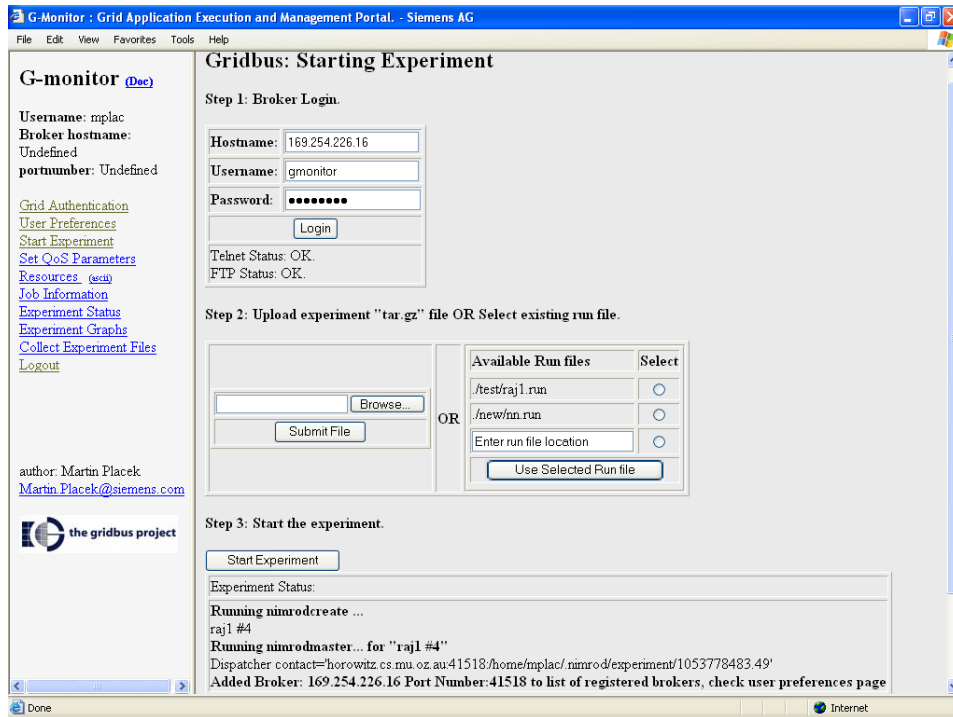 G-Monitor : Grid Application Execution and Management Portal. - Siemens AG
File Edit View Favorites Tools Help
G-monitor (Doc)
Username: mplac
Broker hostname:
Undefined
portnumber: Undefined
Grid Authentication
User Preferences
Start Experiment
Set QoS Parameters
Resources (ascii)
Job Information
Experiment Status
Experiment Graphs
Collect Experiment Files
Logout
author: Martin Placek
Martin.Placek@siemens.com
the gridbus project
Gridbus: Starting Experiment
Step 1: Broker Login.
Hostname: 169.254.226.16
Username: gmonitor
Password: ●●●●●●●●
Login
Telnet Status: OK.
FTP Status: OK.
Step 2: Upload experiment "tar.gz" file OR Select existing run file.
Browse...
Submit File
OR
Available Run files Select
./test/raj1.run
./new/nn.run
Enter run file location
Use Selected Run file
Step 3: Start the experiment.
Start Experiment
Experiment Status:
Running nimrodcreate ...
raj1 #4
Running nimrodmaster... for "raj1 #4"
Dispatcher contact='horowitz.cs.mu.oz.au:41518:/home/mplac/.nimrod/experiment/1053778483.49'
Added Broker: 169.254.226.16 Port Number:41518 to list of registered brokers, check user preferences page
Done
Internet